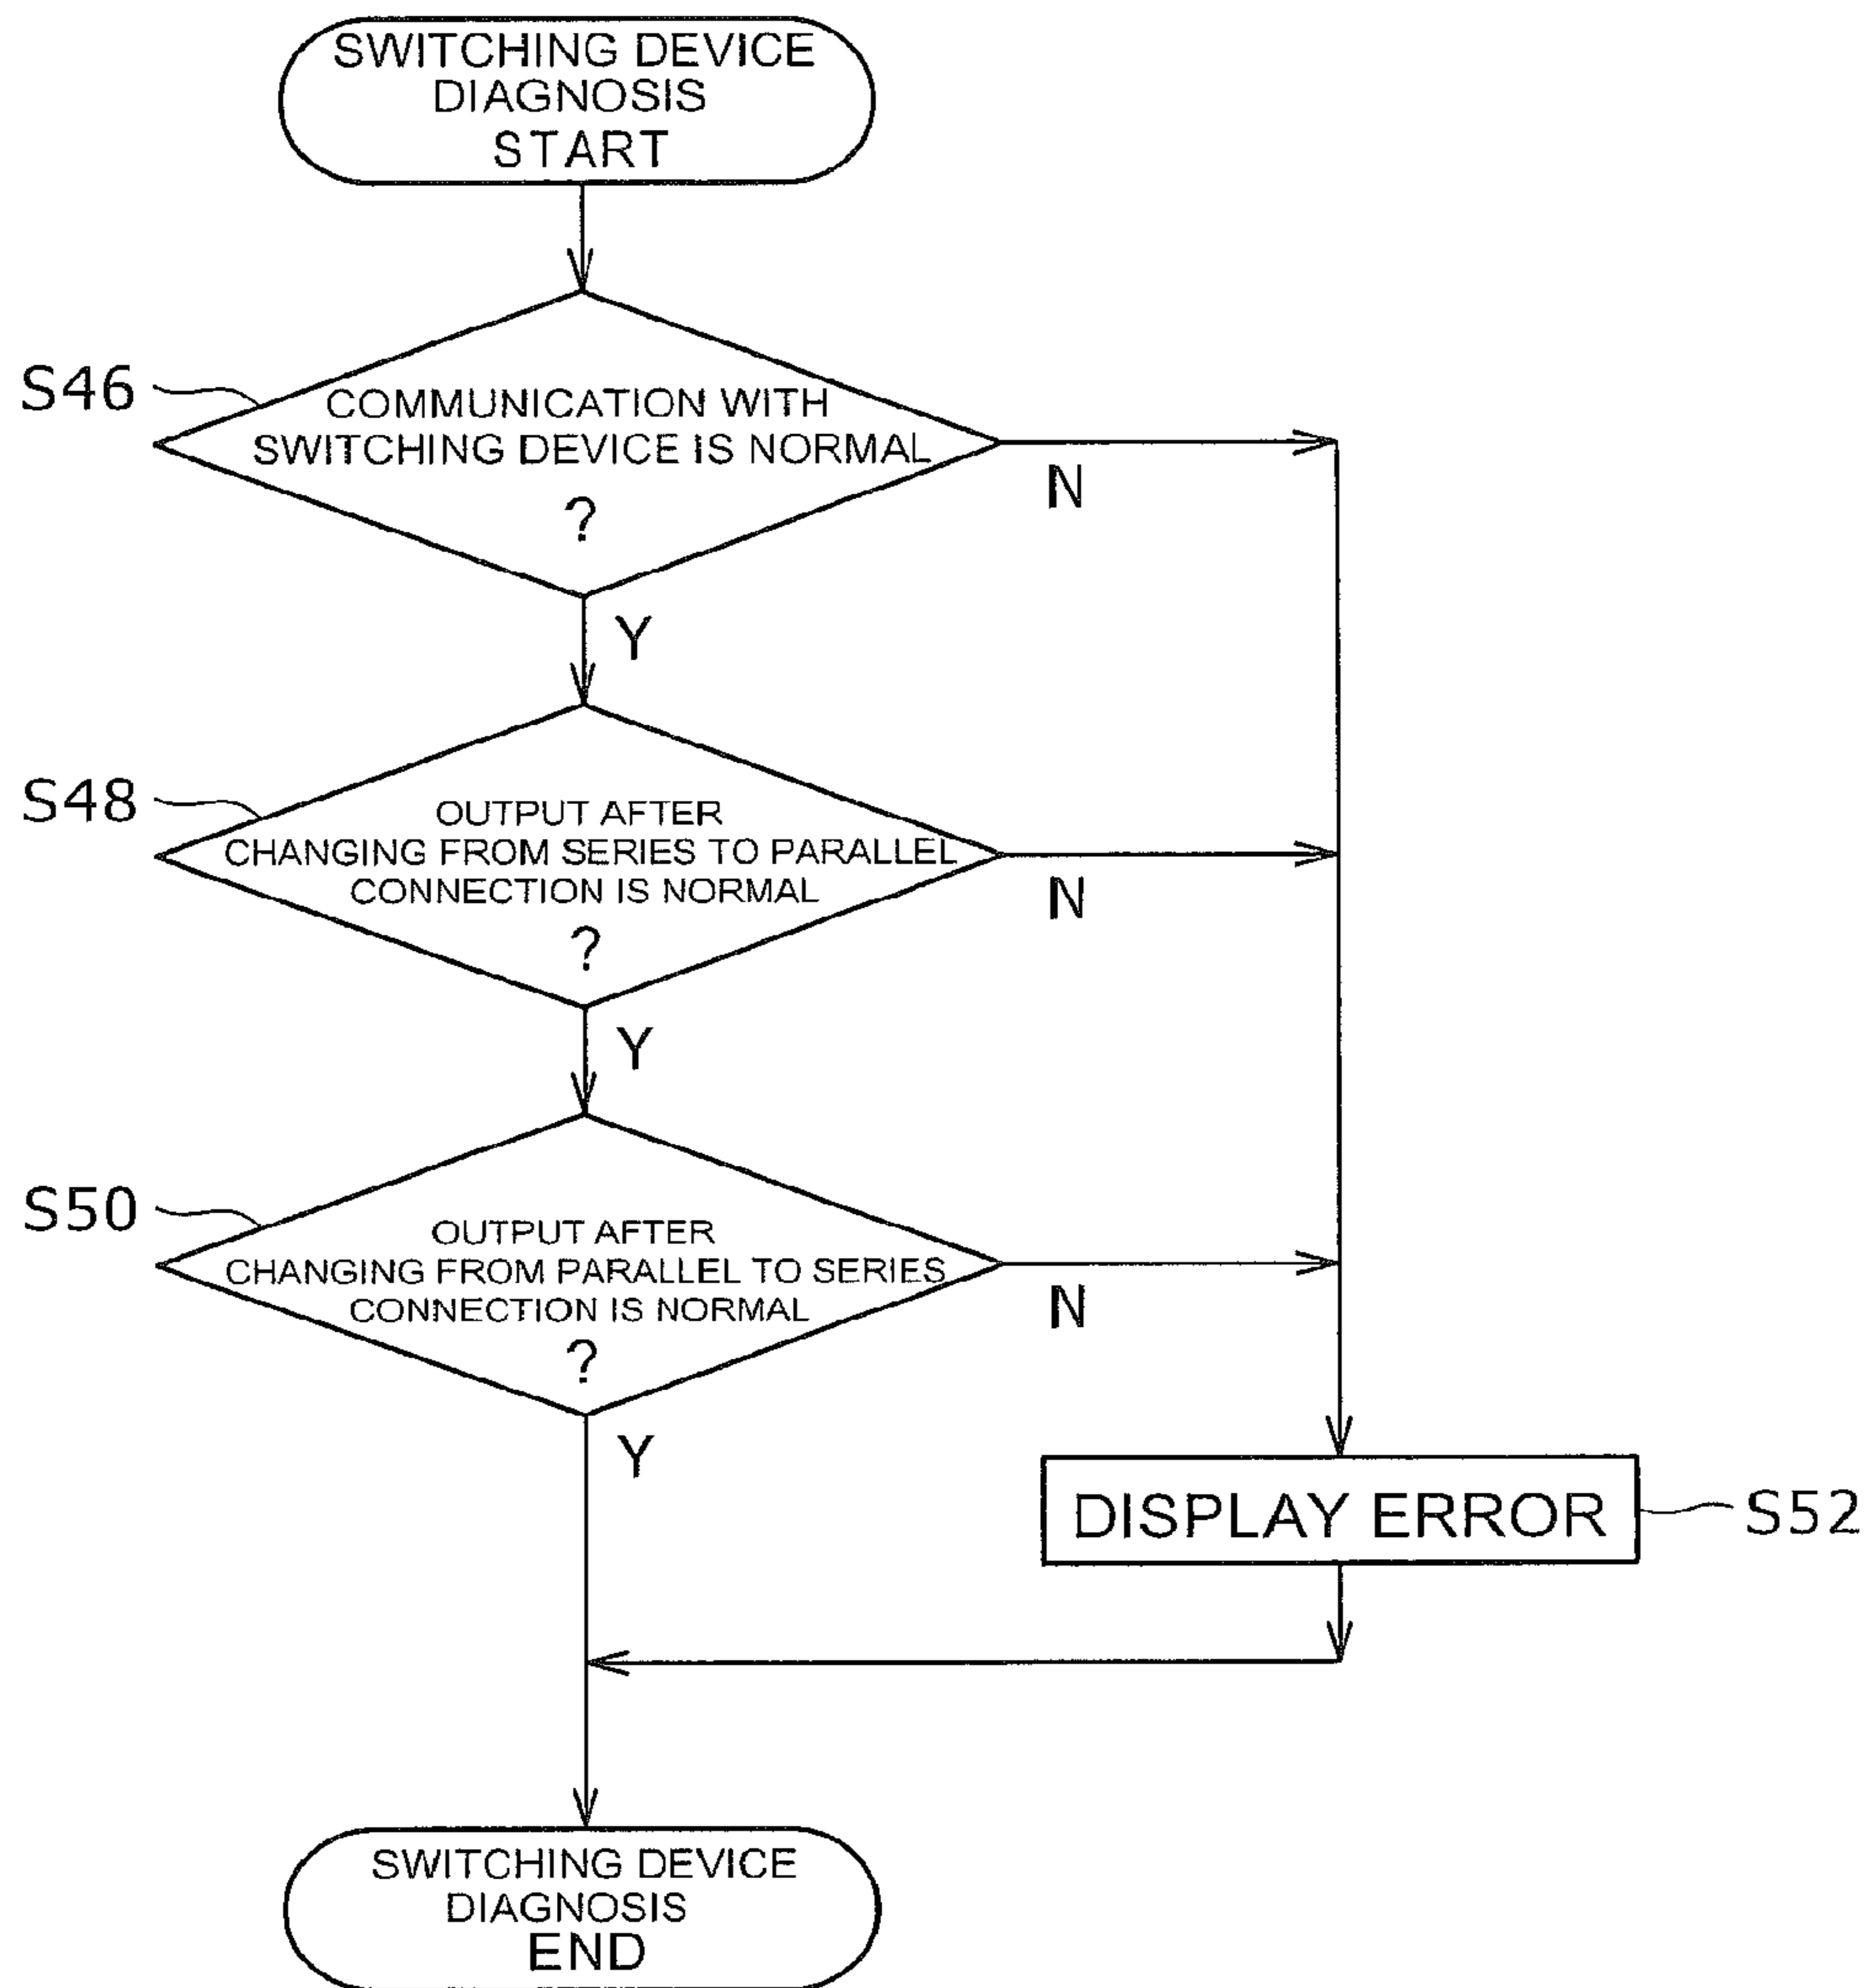 SWITCHING DEVICE
DIAGNOSIS
START
S46
COMMUNICATION WITH
SWITCHING DEVICE IS NORMAL
?
N
Y
S48
OUTPUT AFTER
CHANGING FROM SERIES TO PARALLEL
CONNECTION IS NORMAL
?
N
Y
S50
OUTPUT AFTER
CHANGING FROM PARALLEL TO SERIES
CONNECTION IS NORMAL
?
N
Y
DISPLAY ERROR
S52
SWITCHING DEVICE
DIAGNOSIS
END